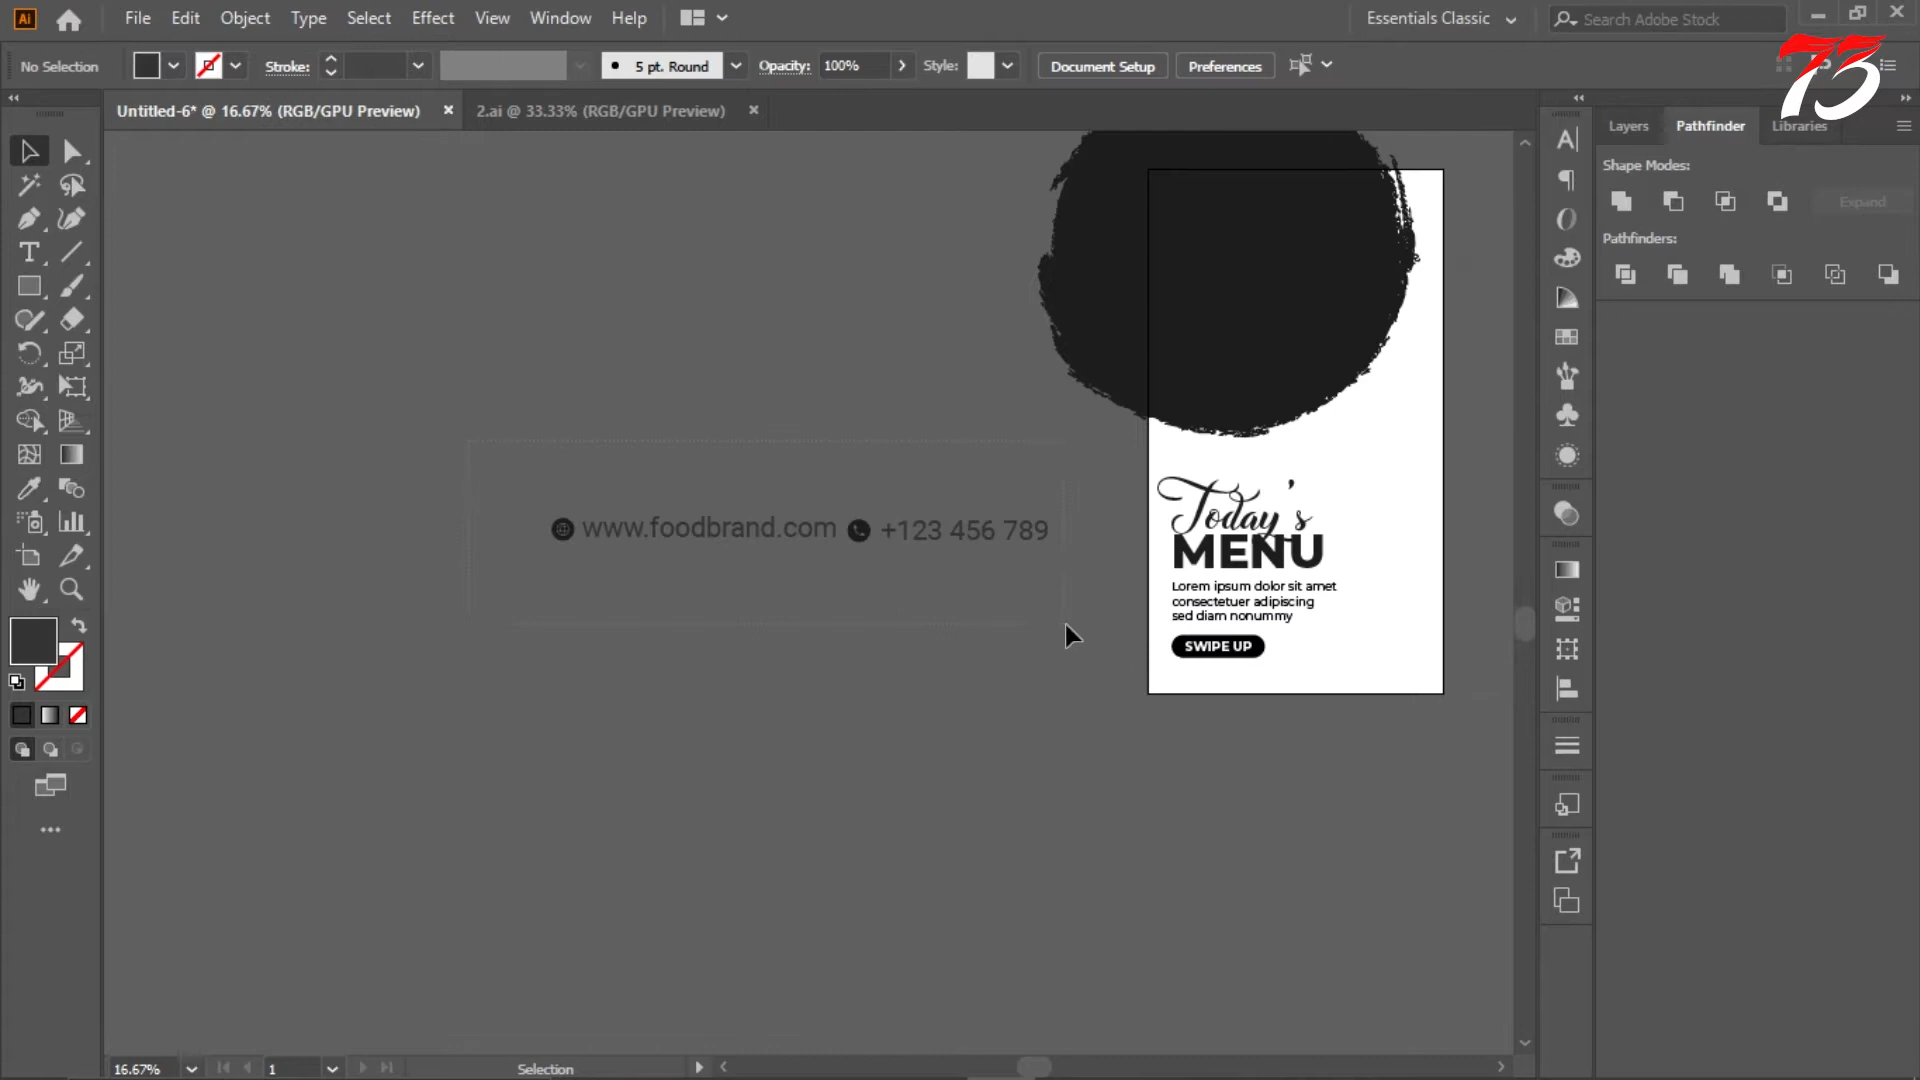 Ai File Edit Object Type Select Effect View Window Help Essentials Classic Search Adobe Stock
No Selection Stroke: 5 pt. Round Opacity: 100% Style: Document Setup Preferences
73
Untitled-6* @ 16.67% (RGB/GPU Preview) 2.ai @ 33.33% (RGB/GPU Preview)
Layers Pathfinder Libraries
Shape Modes:
Expand
Pathfinders:
www.foodbrand.com +123 456 789
Today's
MENU
Lorem ipsum dolor sit amet
consectetuer adipiscing
sed diam nonummy
SWIPE UP
16.67% 1 Selection